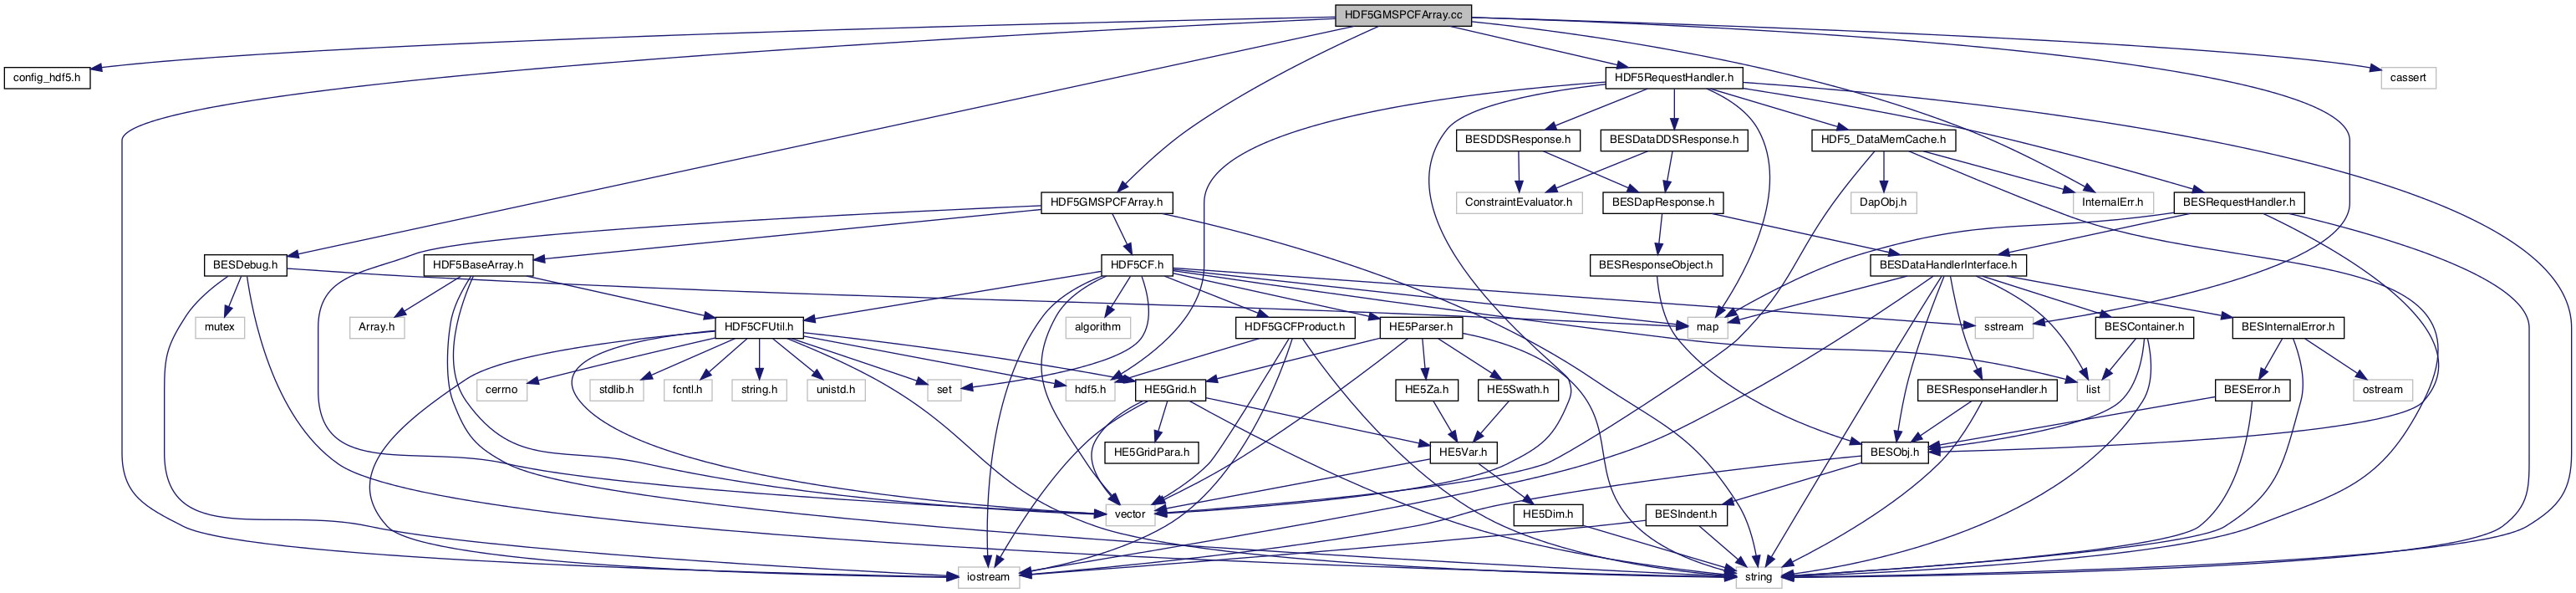 HDF5GMSPCFArray.cc
config_hdf5.h
HDF5RequestHandler.h
cassert
BESDDSResponse.h
BESDataDDSResponse.h
HDF5_DataMemCache.h
HDF5GMSPCFArray.h
ConstraintEvaluator.h
BESDapResponse.h
DapObj.h
InternalErr.h
BESRequestHandler.h
BESDebug.h
HDF5BaseArray.h
HDF5CF.h
BESResponseObject.h
BESDataHandlerInterface.h
mutex
Array.h
HDF5CFUtil.h
algorithm
HDF5GCFProduct.h
HE5Parser.h
map
sstream
BESContainer.h
BESInternalError.h
cerrno
stdlib.h
fcntl.h
string.h
unistd.h
set
hdf5.h
HE5Grid.h
HE5Za.h
HE5Swath.h
BESResponseHandler.h
list
BESError.h
ostream
HE5GridPara.h
HE5Var.h
BESObj.h
vector
HE5Dim.h
BESIndent.h
iostream
string